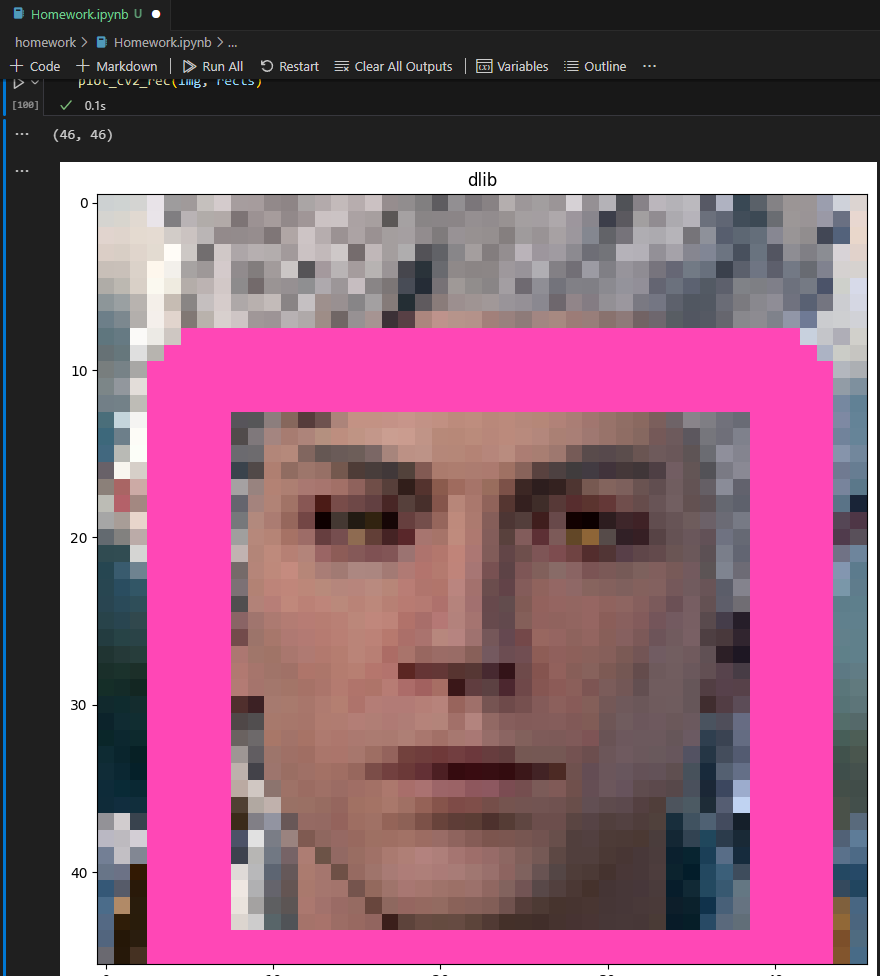 Homework.ipynb U
homework > Homework.ipynb > ...
+ Code + Markdown Run All Restart Clear All Outputs Variables Outline ...
plot_cv2_rec(img, rects)
[100] 0.1s
... (46, 46)
...
dlib
0
10
20
30
40